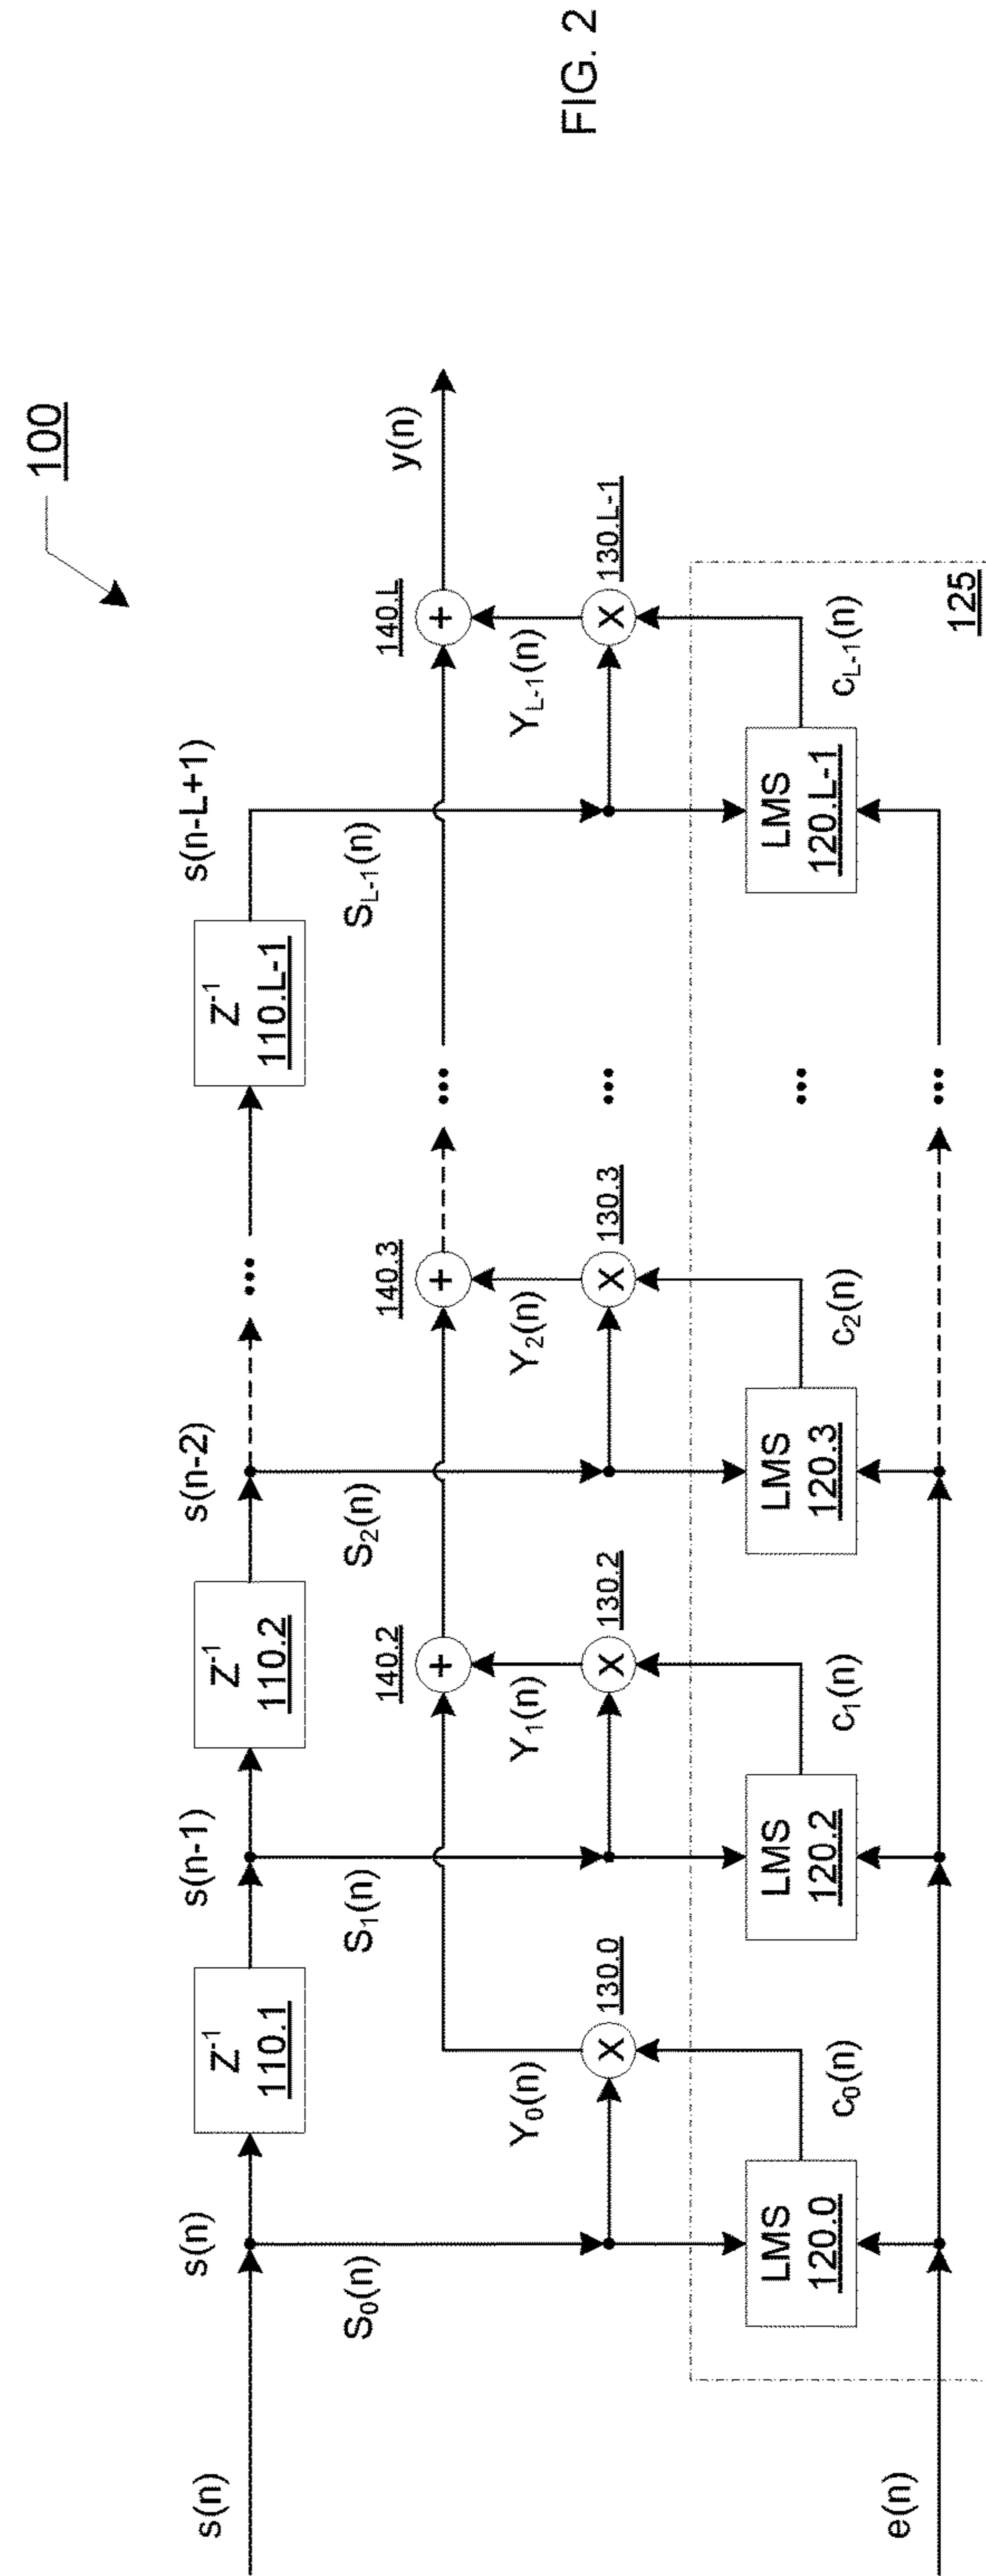 100
s(n)
s(n)
Z⁻¹
110.1
s(n-1)
Z⁻¹
110.2
s(n-2)
...
Z⁻¹
110.L-1
s(n-L+1)
S₀(n)
S₁(n)
S₂(n)
S_L-1(n)
140.2
+
140.3
+
...
140.L
+
y(n)
Y₀(n)
Y₁(n)
Y₂(n)
Y_L-1(n)
X
130.0
X
130.2
X
130.3
...
X
130.L-1
LMS
120.0
LMS
120.2
LMS
120.3
...
LMS
120.L-1
c₀(n)
c₁(n)
c₂(n)
c_L-1(n)
e(n)
...
125
FIG. 2